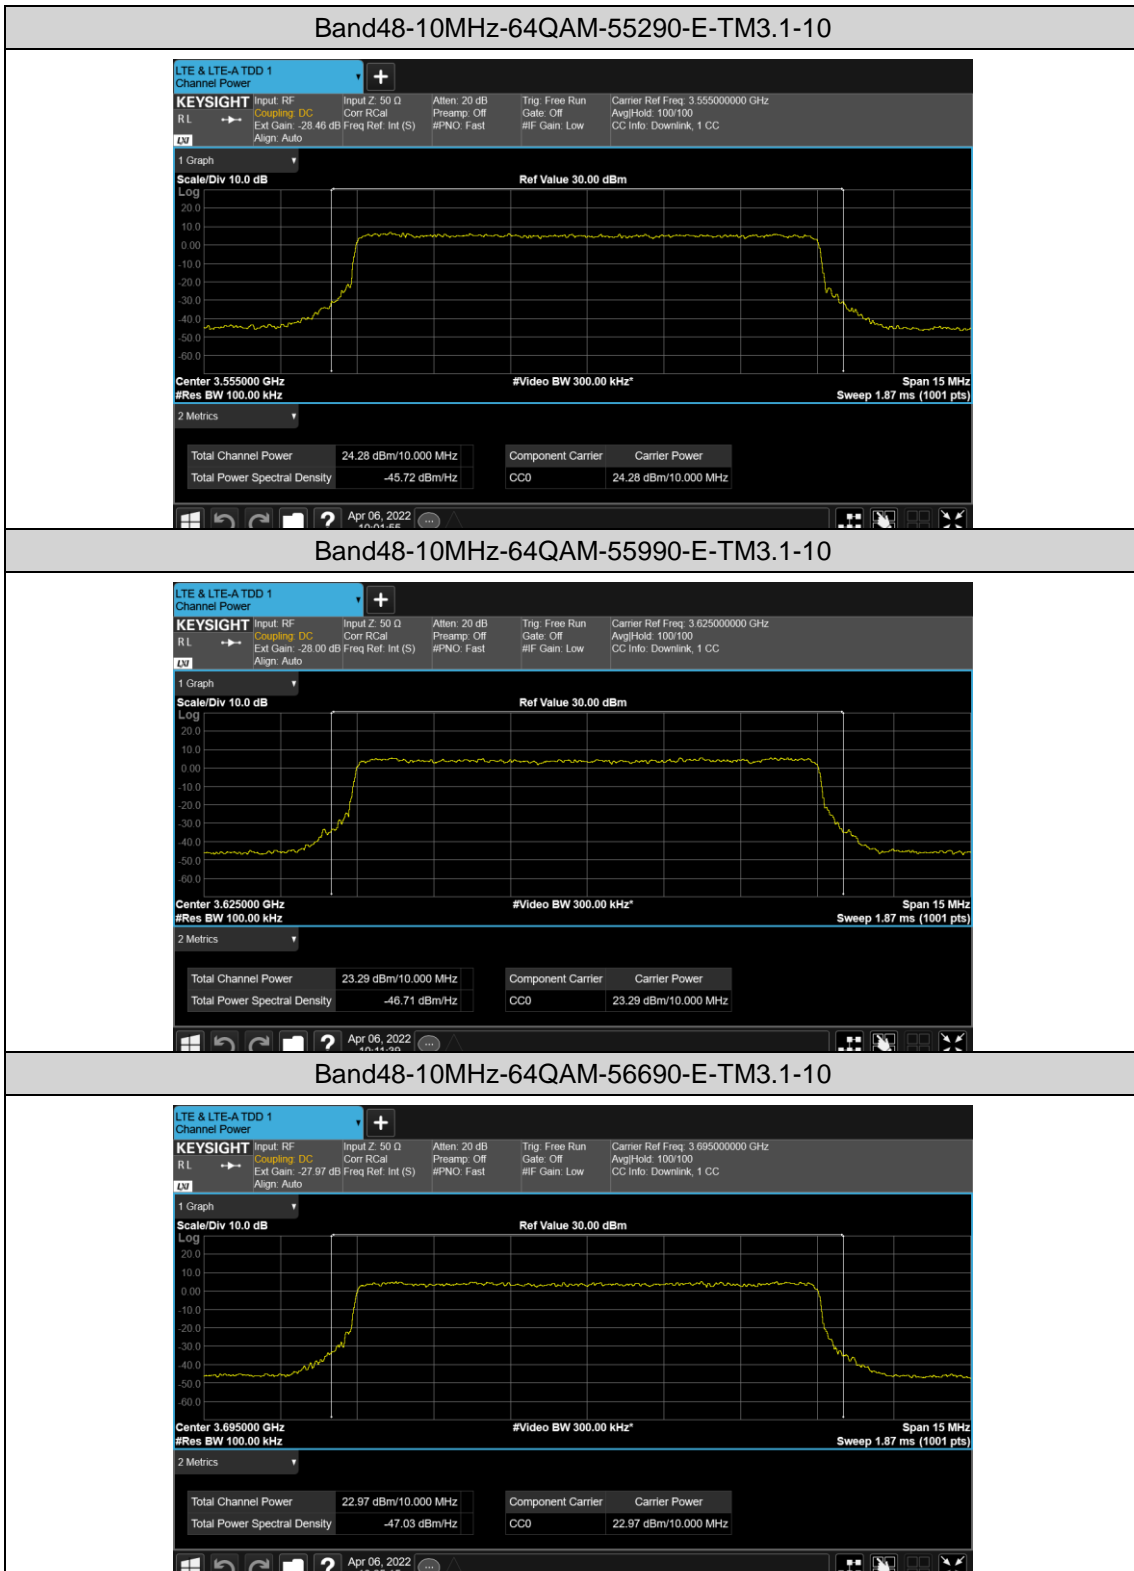 Band48-10MHz-64QAM-55290-E-TM3.1-10
LTE & LTE-A TDD 1
Channel Power
KEYSIGHT Input: RF Input Z: 50 Ω Atten: 20 dB Trig: Free Run Carrier Ref Freq: 3.555000000 GHz
R L Coupling: DC Corr RCal Preamp: Off Gate: Off Avg|Hold: 100/100
Ext Gain: -28.46 dB Freq Ref: Int (S) #PNO: Fast #IF Gain: Low CC Info: Downlink, 1 CC
LXI Align: Auto
1 Graph
Scale/Div 10.0 dB Ref Value 30.00 dBm
Log
20.0
10.0
0.00
-10.0
-20.0
-30.0
-40.0
-50.0
-60.0
Center 3.555000 GHz #Video BW 300.00 kHz* Span 15 MHz
#Res BW 100.00 kHz Sweep 1.87 ms (1001 pts)
2 Metrics
Total Channel Power 24.28 dBm/10.000 MHz Component Carrier Carrier Power
Total Power Spectral Density -45.72 dBm/Hz CC0 24.28 dBm/10.000 MHz
? Apr 06, 2022
Band48-10MHz-64QAM-55990-E-TM3.1-10
LTE & LTE-A TDD 1
Channel Power
KEYSIGHT Input: RF Input Z: 50 Ω Atten: 20 dB Trig: Free Run Carrier Ref Freq: 3.625000000 GHz
R L Coupling: DC Corr RCal Preamp: Off Gate: Off Avg|Hold: 100/100
Ext Gain: -28.00 dB Freq Ref: Int (S) #PNO: Fast #IF Gain: Low CC Info: Downlink, 1 CC
LXI Align: Auto
1 Graph
Scale/Div 10.0 dB Ref Value 30.00 dBm
Log
20.0
10.0
0.00
-10.0
-20.0
-30.0
-40.0
-50.0
-60.0
Center 3.625000 GHz #Video BW 300.00 kHz* Span 15 MHz
#Res BW 100.00 kHz Sweep 1.87 ms (1001 pts)
2 Metrics
Total Channel Power 23.29 dBm/10.000 MHz Component Carrier Carrier Power
Total Power Spectral Density -46.71 dBm/Hz CC0 23.29 dBm/10.000 MHz
? Apr 06, 2022
Band48-10MHz-64QAM-56690-E-TM3.1-10
LTE & LTE-A TDD 1
Channel Power
KEYSIGHT Input: RF Input Z: 50 Ω Atten: 20 dB Trig: Free Run Carrier Ref Freq: 3.695000000 GHz
R L Coupling: DC Corr RCal Preamp: Off Gate: Off Avg|Hold: 100/100
Ext Gain: -27.97 dB Freq Ref: Int (S) #PNO: Fast #IF Gain: Low CC Info: Downlink, 1 CC
LXI Align: Auto
1 Graph
Scale/Div 10.0 dB Ref Value 30.00 dBm
Log
20.0
10.0
0.00
-10.0
-20.0
-30.0
-40.0
-50.0
-60.0
Center 3.695000 GHz #Video BW 300.00 kHz* Span 15 MHz
#Res BW 100.00 kHz Sweep 1.87 ms (1001 pts)
2 Metrics
Total Channel Power 22.97 dBm/10.000 MHz Component Carrier Carrier Power
Total Power Spectral Density -47.03 dBm/Hz CC0 22.97 dBm/10.000 MHz
? Apr 06, 2022